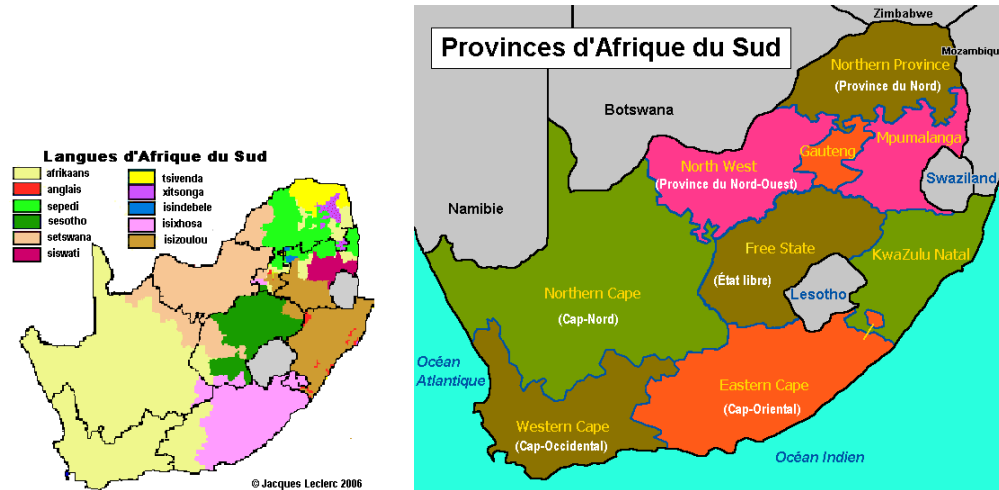 Langues d'Afrique du Sud
afrikaans
anglais
sepedi
sesotho
setswana
siswati
tsivenda
xitsonga
isindebele
isixhosa
isizoulou
© Jacques Leclerc 2006
Provinces d'Afrique du Sud
Zimbabwe
Mozambique
Northern Province
(Province du Nord)
Botswana
Mpumalanga
Gauteng
North West
(Province du Nord-Ouest)
Swaziland
Namibie
Free State
(État libre)
KwaZulu Natal
Lesotho
Northern Cape
(Cap-Nord)
Océan
Atlantique
Eastern Cape
(Cap-Oriental)
Western Cape
(Cap-Occidental)
Océan Indien